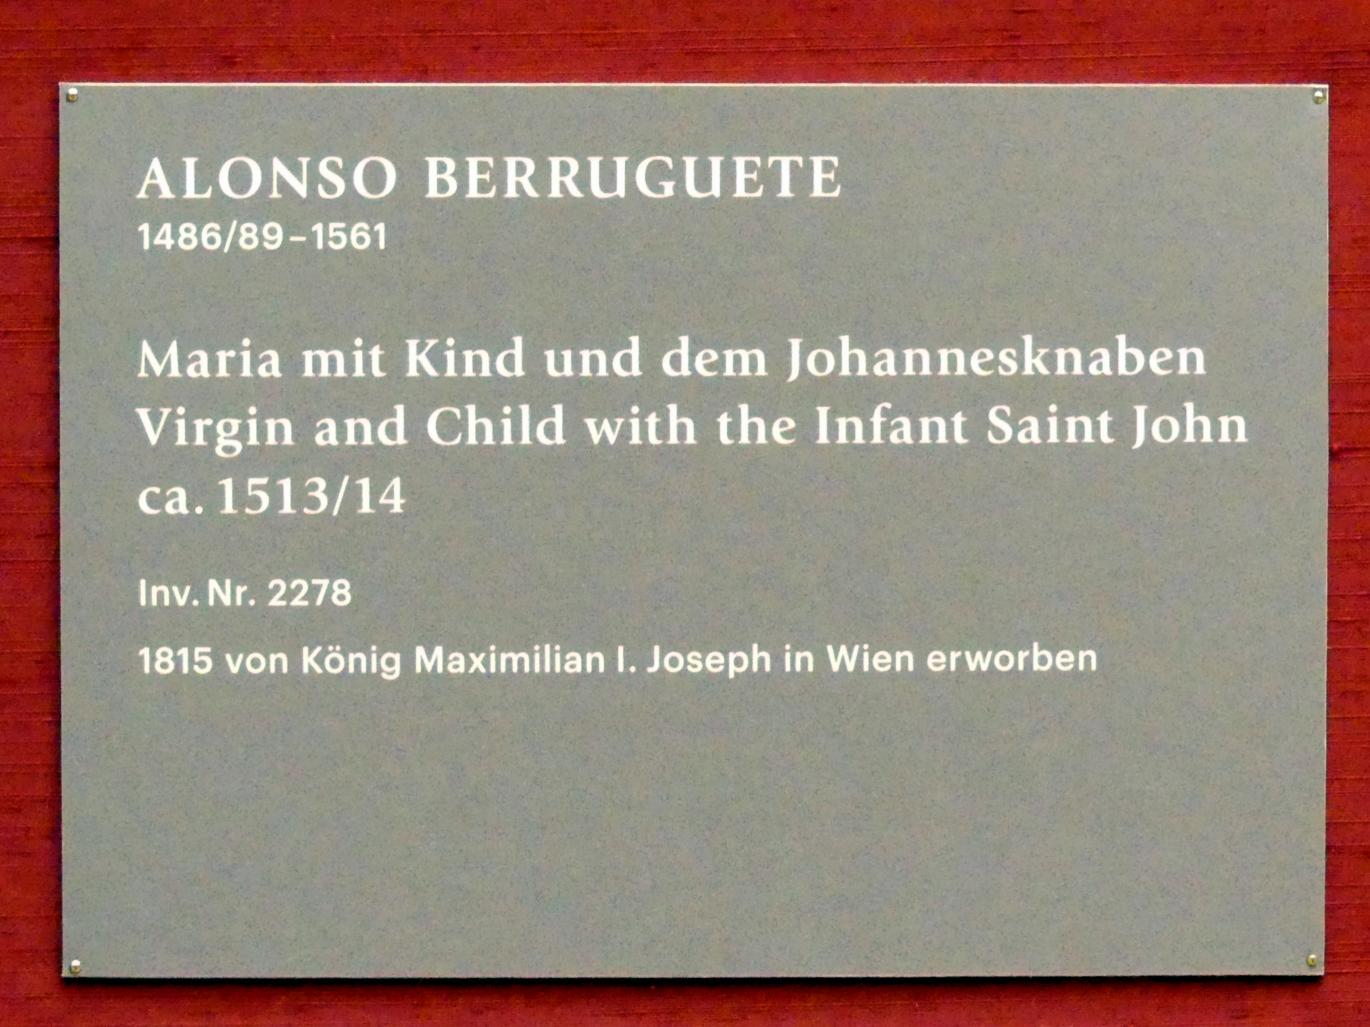 ALONSO BERRUGUETE
1486/89–1561
Maria mit Kind und dem Johannesknaben
Virgin and Child with the Infant Saint John
ca. 1513/14
Inv. Nr. 2278
1815 von König Maximilian I. Joseph in Wien erworben